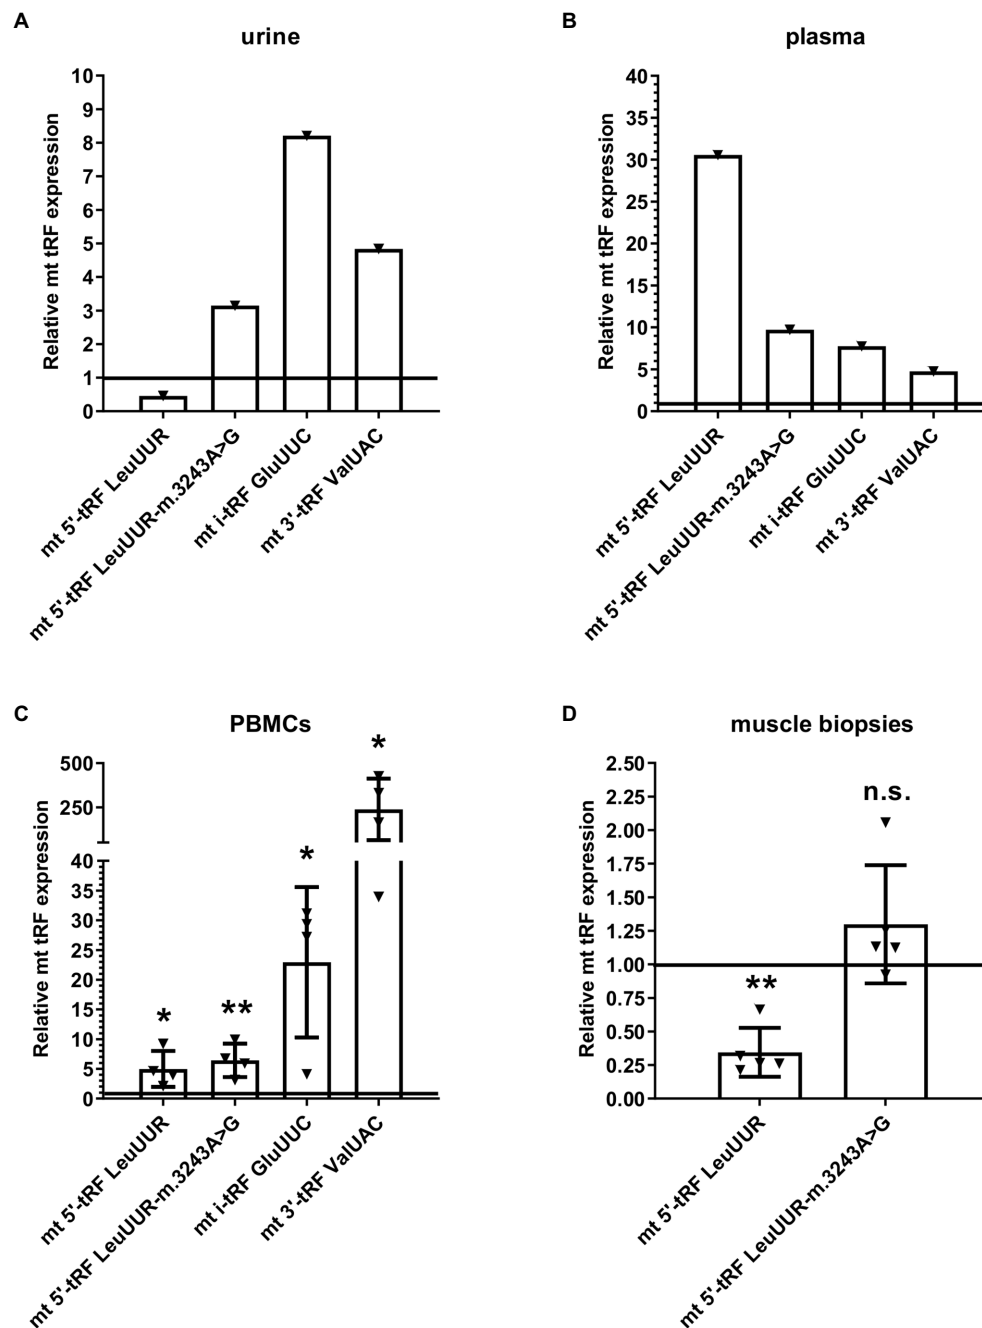 A
urine
Relative mt tRF expression
10
9
8
7
6
5
4
3
2
1
0
mt 5'-tRF LeuUUR
mt 5'-tRF LeuUUR-m.3243A>G
mt i-tRF GluUUC
mt 3'-tRF ValUAC
B
plasma
Relative mt tRF expression
40
35
30
25
20
15
10
5
0
mt 5'-tRF LeuUUR
mt 5'-tRF LeuUUR-m.3243A>G
mt i-tRF GluUUC
mt 3'-tRF ValUAC
C
PBMCs
Relative mt tRF expression
500
250
40
35
30
25
20
15
10
5
0
*
**
*
*
mt 5'-tRF LeuUUR
mt 5'-tRF LeuUUR-m.3243A>G
mt i-tRF GluUUC
mt 3'-tRF ValUAC
D
muscle biopsies
Relative mt tRF expression
2.50
2.25
2.00
1.75
1.50
1.25
1.00
0.75
0.50
0.25
0.00
**
n.s.
mt 5'-tRF LeuUUR
mt 5'-tRF LeuUUR-m.3243A>G